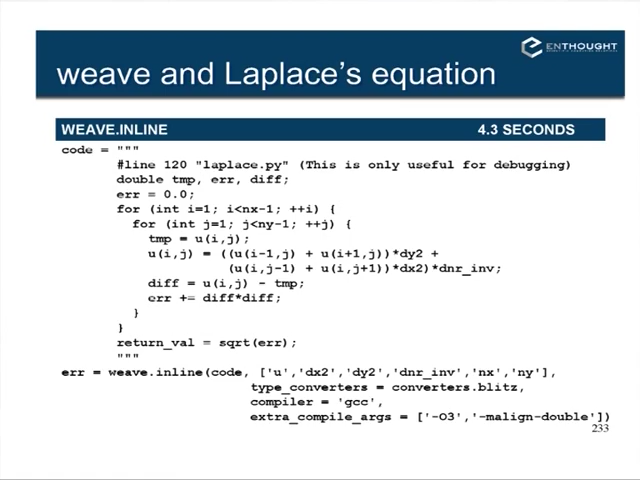 ENTHOUGHT
weave and Laplace's equation
WEAVE.INLINE 4.3 SECONDS
code = """
#line 120 "laplace.py" (This is only useful for debugging)
double tmp, err, diff;
err = 0.0;
for (int i=1; i<nx-1; ++i) {
for (int j=1; j<ny-1; ++j) {
tmp = u(i,j);
u(i,j) = ((u(i-1,j) + u(i+1,j))*dy2 +
(u(i,j-1) + u(i,j+1))*dx2)*dnr_inv;
diff = u(i,j) - tmp;
err += diff*diff;
}
}
return_val = sqrt(err);
"""
err = weave.inline(code, ['u','dx2','dy2','dnr_inv','nx','ny'],
type_converters = converters.blitz,
compiler = 'gcc',
extra_compile_args = ['-O3','-malign-double'])
233